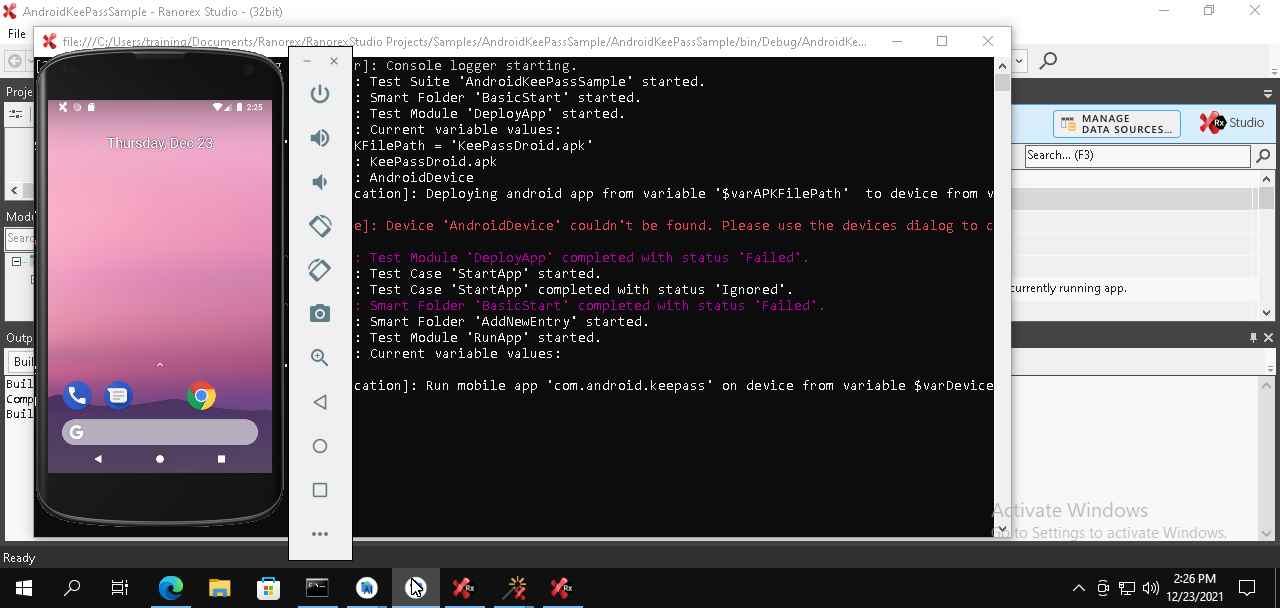 AndroidKeePassSample - Ranorex Studio - (32bit)
File
file:///C:/Users/training/Documents/Ranorex/RanorexStudio Projects/Samples/AndroidKeePassSample/AndroidKeePassSample/bin/Debug/AndroidKe...
r]: Console logger starting.
: Test Suite 'AndroidKeePassSample' started.
: Smart Folder 'BasicStart' started.
: Test Module 'DeployApp' started.
: Current variable values:
KFilePath = 'KeePassDroid.apk'
: KeePassDroid.apk
: AndroidDevice
cation]: Deploying android app from variable '$varAPKFilePath'  to device from v
e]: Device 'AndroidDevice' couldn't be found. Please use the devices dialog to c
: Test Module 'DeployApp' completed with status 'Failed'.
: Test Case 'StartApp' started.
: Test Case 'StartApp' completed with status 'Ignored'.
: Smart Folder 'BasicStart' completed with status 'Failed'.
: Smart Folder 'AddNewEntry' started.
: Test Module 'RunApp' started.
: Current variable values:
cation]: Run mobile app 'com.android.keepass' on device from variable $varDevice
2:25
Thursday, Dec 23
G
Proje
Modu
Searc
Outp
Buil
Buil
Comp
Buil
MANAGE
DATA SOURCES...
Rx Studio
Search... (F3)
currently running app.
Activate Windows
Go to Settings to activate Windows.
Ready
Rx
Rx
2:26 PM
12/23/2021